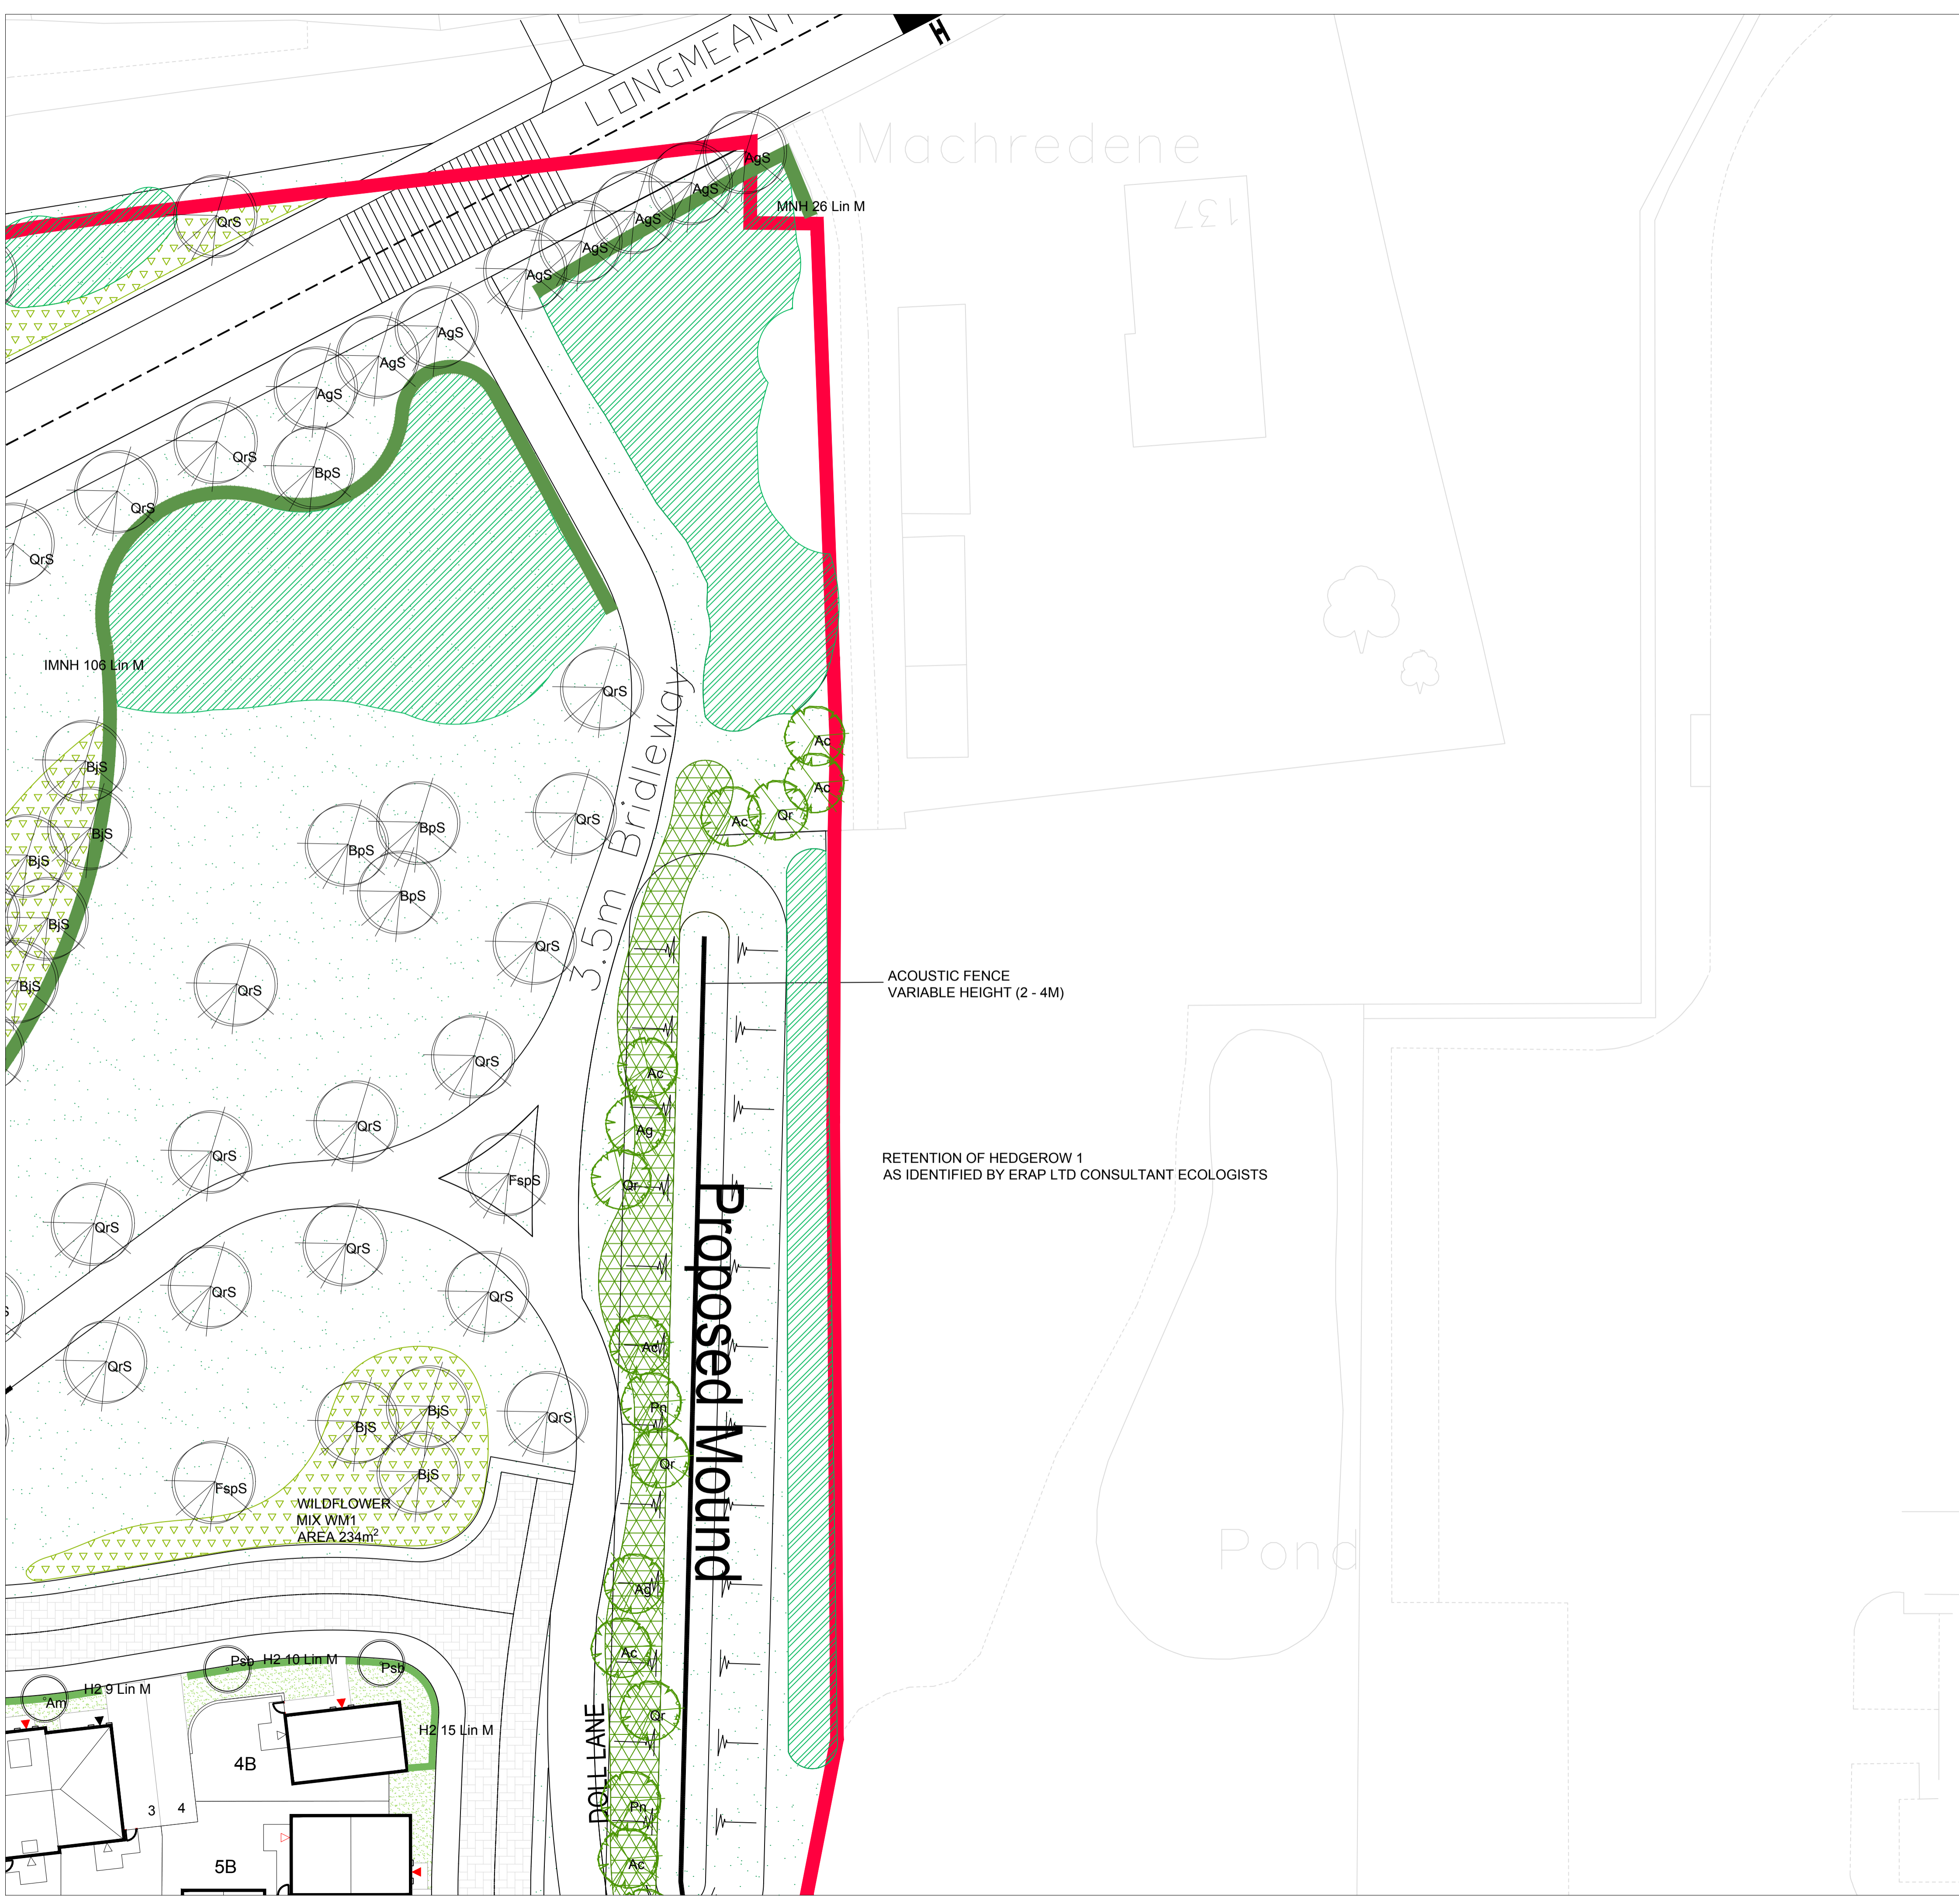 LONGMEAN
H
Machredene
AgS
AgS
MNH 26 Lin M
137
QrS
AgS
AgS
AgS
AgS
AgS
AgS
QrS
BpS
QrS
QrS
IMNH 106 Lin M
QrS
3.5m Bridleway
Ac
BjS
Ac
QrS
Qr
Ac
BpS
BjS
BpS
BjS
BpS
BjS
QrS
ACOUSTIC FENCE
VARIABLE HEIGHT (2 - 4M)
BjS
QrS
QrS
Ac
QrS
Ag
QrS
RETENTION OF HEDGEROW 1
AS IDENTIFIED BY ERAP LTD CONSULTANT ECOLOGISTS
FspS
Qr
Proposed Mound
QrS
QrS
QrS
QrS
S
Ac
QrS
Pn
BjS
QrS
BjS
Qr
BjS
FspS
WILDFLOWER
MIX WM1
AREA 234m²
Pond
Ag
Ac
Psb
H2 10 Lin M
Psb
H2 9 Lin M
Am
Qr
H2 15 Lin M
DOLL LANE
4B
3
4
Pn
Ac
5B